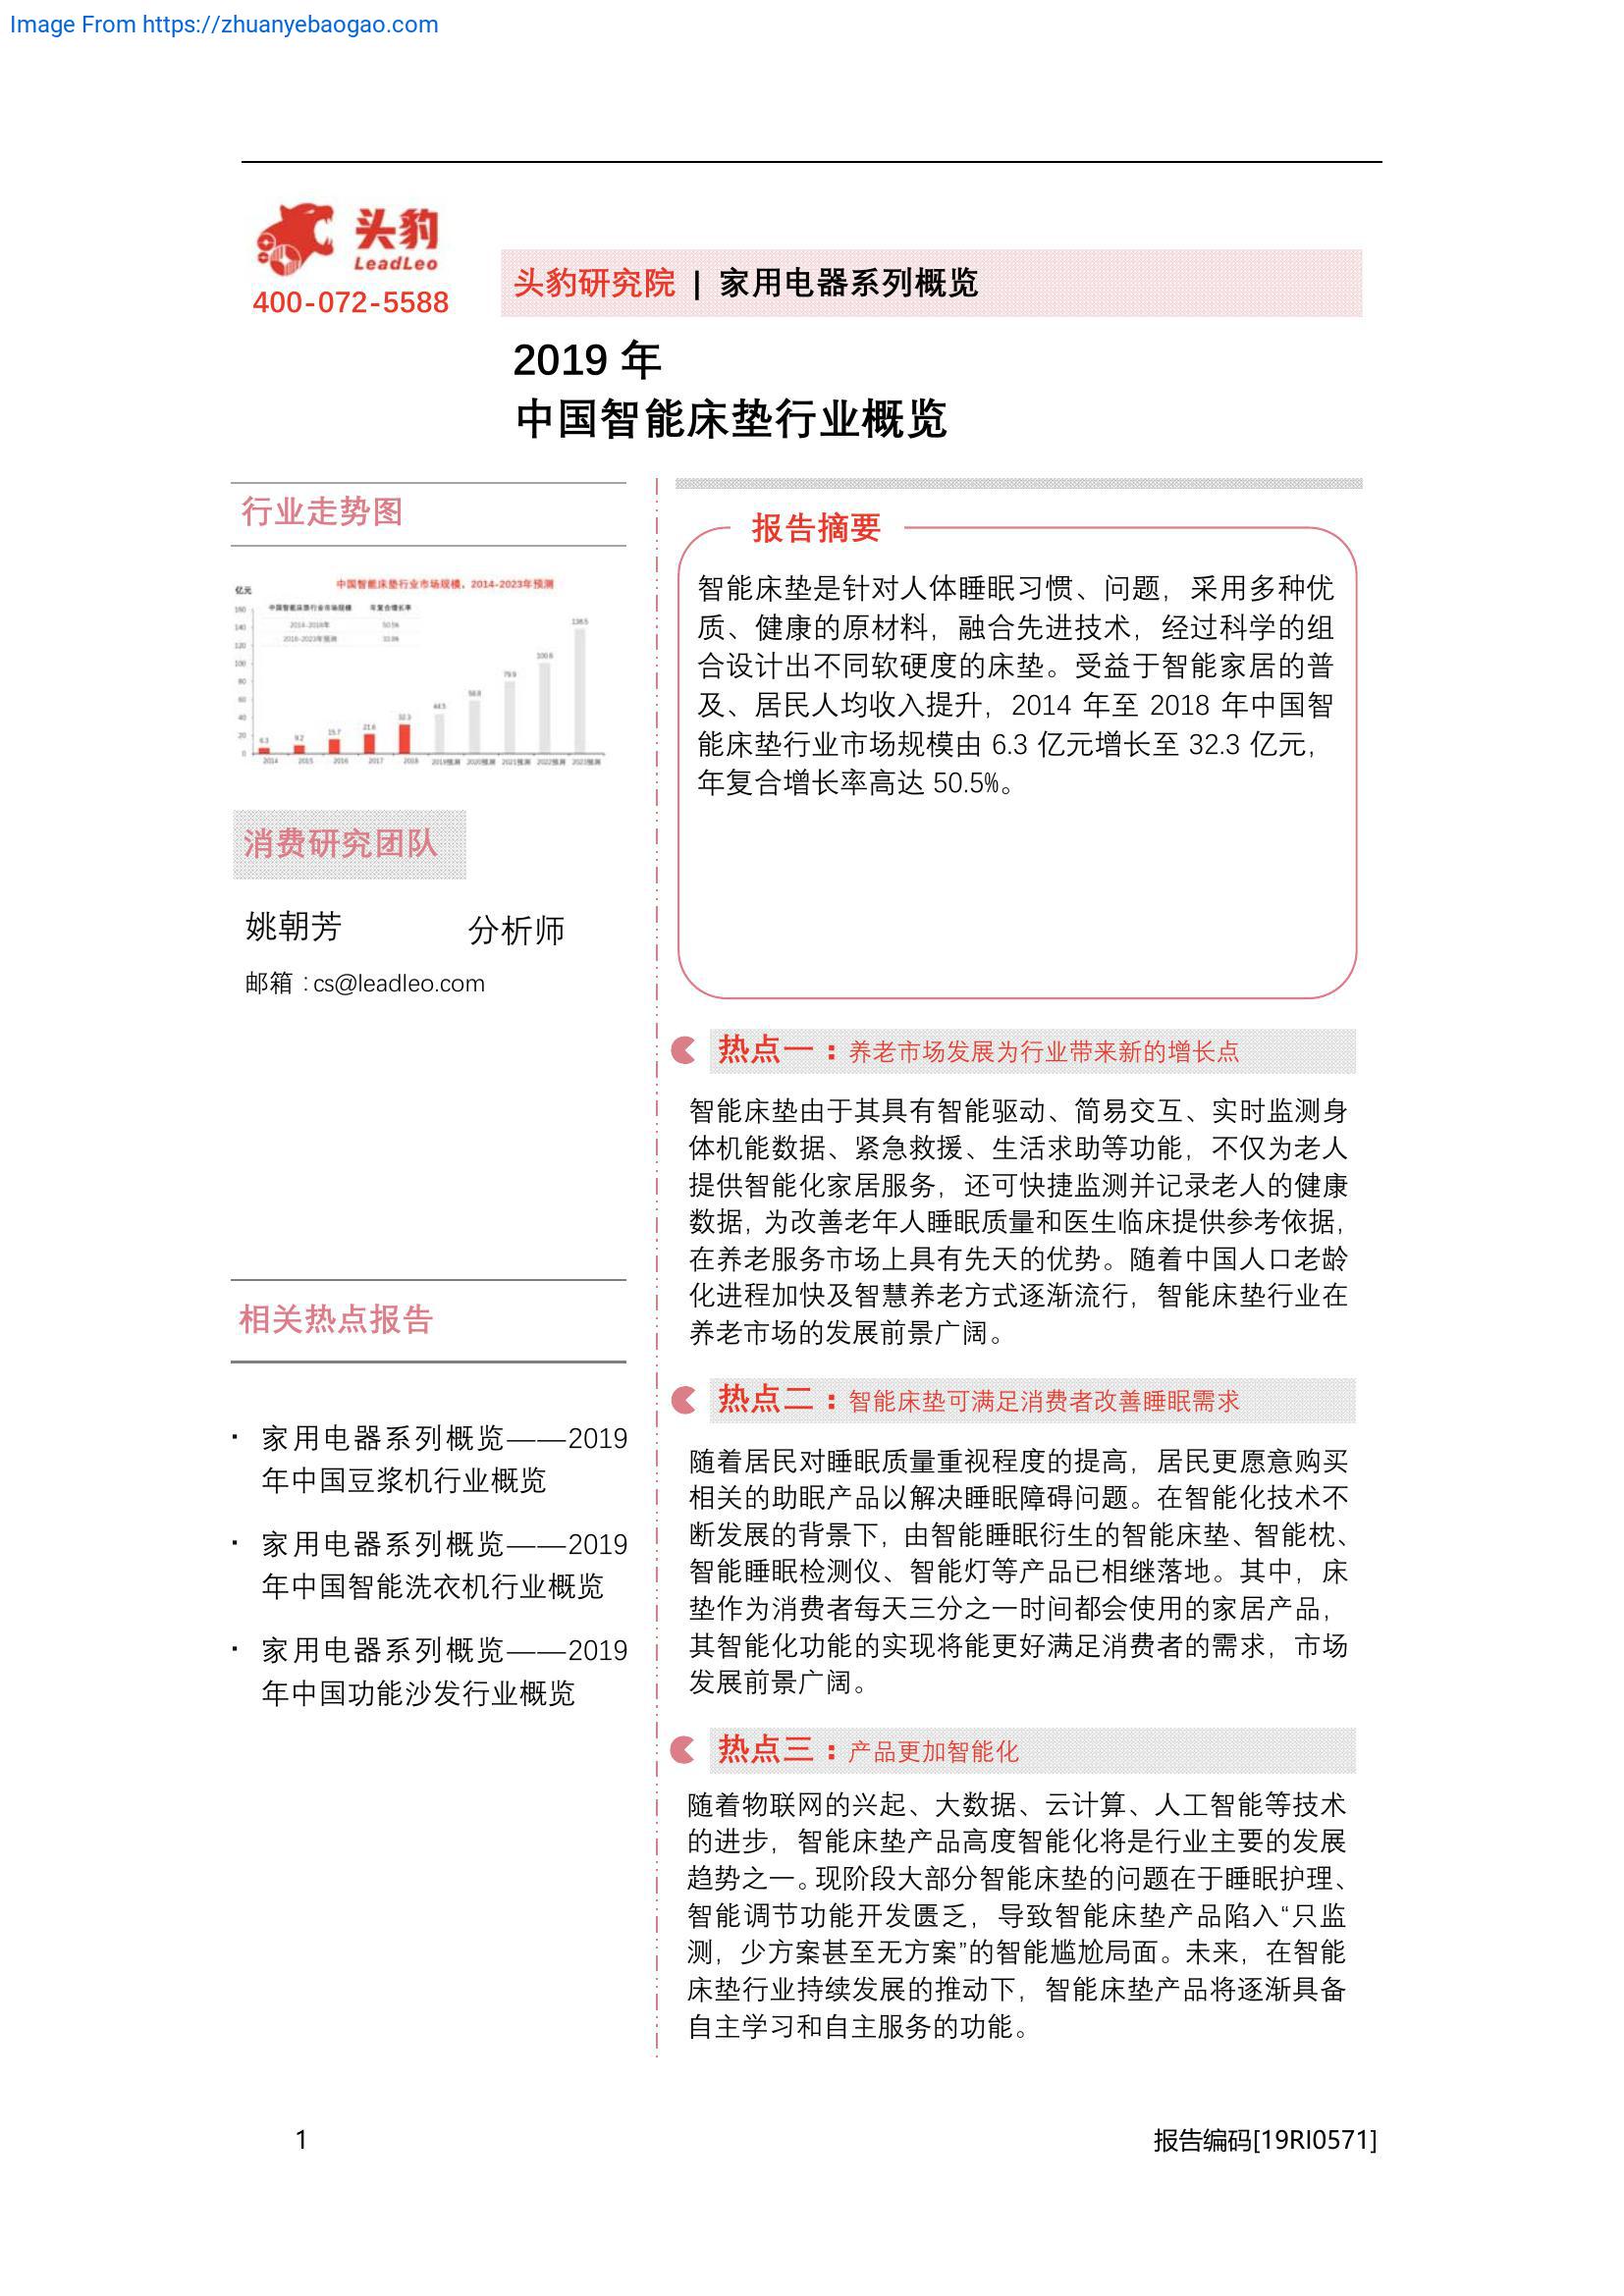 Image From https://zhuanyebaogao.com
头豹
LeadLeo
400-072-5588
头豹研究院 | 家用电器系列概览
2019 年
中国智能床垫行业概览
行业走势图
亿元
中国智能床垫行业市场规模，2014-2023年预测
中国智能床垫行业市场规模 年复合增长率
2014-2018年 50.5%
2018-2023年预测
160
140
120
100
80
60
40
20
0
6.3 9.2 15.7 21.6 32.3 44.5 58.8 79.9 100.6 138.5
2014 2015 2016 2017 2018 2019预测 2020预测 2021预测 2022预测 2023预测
消费研究团队
姚朝芳 分析师
邮箱：cs@leadleo.com
相关热点报告
· 家用电器系列概览——2019
年中国豆浆机行业概览
· 家用电器系列概览——2019
年中国智能洗衣机行业概览
· 家用电器系列概览——2019
年中国功能沙发行业概览
报告摘要
智能床垫是针对人体睡眠习惯、问题，采用多种优
质、健康的原材料，融合先进技术，经过科学的组
合设计出不同软硬度的床垫。受益于智能家居的普
及、居民人均收入提升，2014 年至 2018 年中国智
能床垫行业市场规模由 6.3 亿元增长至 32.3 亿元，
年复合增长率高达 50.5%。
热点一：养老市场发展为行业带来新的增长点
智能床垫由于其具有智能驱动、简易交互、实时监测身
体机能数据、紧急救援、生活求助等功能，不仅为老人
提供智能化家居服务，还可快捷监测并记录老人的健康
数据，为改善老年人睡眠质量和医生临床提供参考依据，
在养老服务市场上具有先天的优势。随着中国人口老龄
化进程加快及智慧养老方式逐渐流行，智能床垫行业在
养老市场的发展前景广阔。
热点二：智能床垫可满足消费者改善睡眠需求
随着居民对睡眠质量重视程度的提高，居民更愿意购买
相关的助眠产品以解决睡眠障碍问题。在智能化技术不
断发展的背景下，由智能睡眠衍生的智能床垫、智能枕、
智能睡眠检测仪、智能灯等产品已相继落地。其中，床
垫作为消费者每天三分之一时间都会使用的家居产品，
其智能化功能的实现将能更好满足消费者的需求，市场
发展前景广阔。
热点三：产品更加智能化
随着物联网的兴起、大数据、云计算、人工智能等技术
的进步，智能床垫产品高度智能化将是行业主要的发展
趋势之一。现阶段大部分智能床垫的问题在于睡眠护理、
智能调节功能开发匮乏，导致智能床垫产品陷入“只监
测，少方案甚至无方案”的智能尴尬局面。未来，在智能
床垫行业持续发展的推动下，智能床垫产品将逐渐具备
自主学习和自主服务的功能。
1
报告编码[19RI0571]